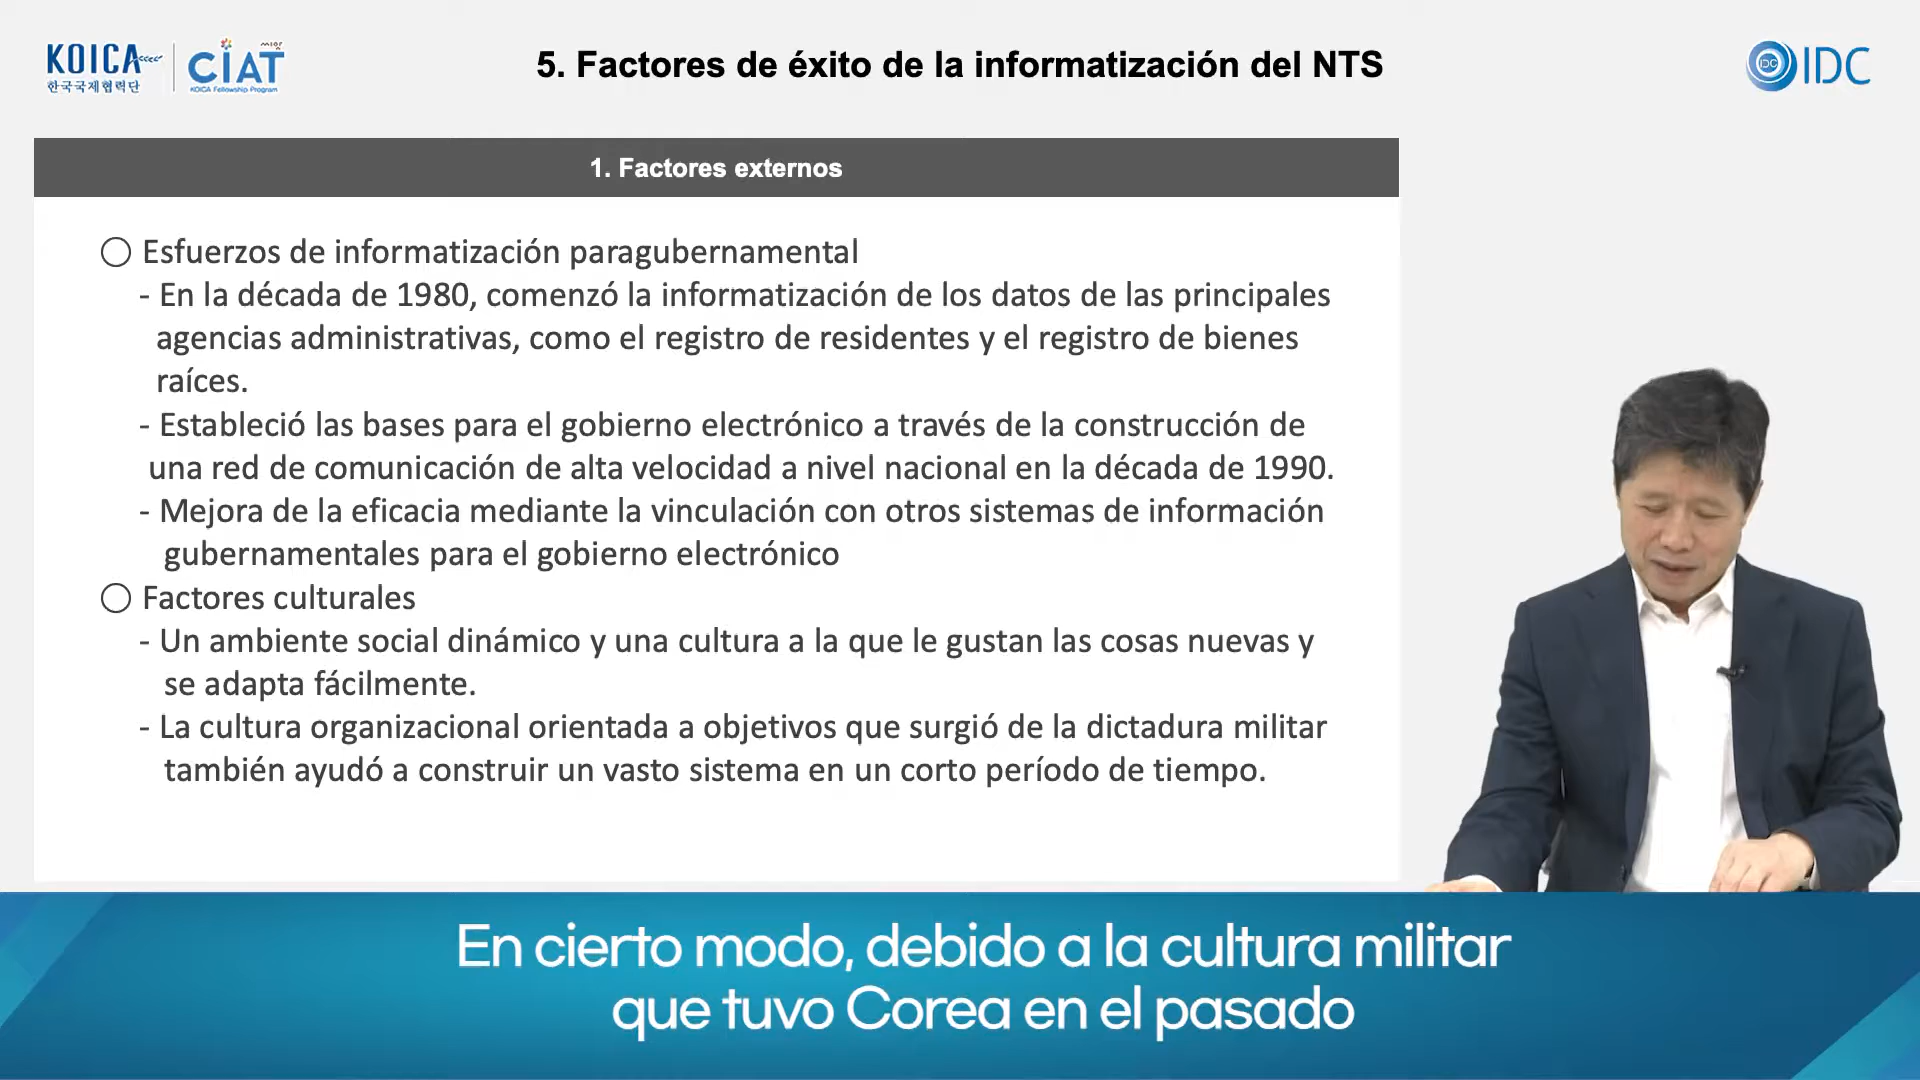 KOICA
한국국제협력단
CIAT
KOICA Fellowship Program
5. Factores de éxito de la informatización del NTS
IDC
IDC
1. Factores externos
○ Esfuerzos de informatización paragubernamental
- En la década de 1980, comenzó la informatización de los datos de las principales
agencias administrativas, como el registro de residentes y el registro de bienes
raíces.
- Estableció las bases para el gobierno electrónico a través de la construcción de
una red de comunicación de alta velocidad a nivel nacional en la década de 1990.
- Mejora de la eficacia mediante la vinculación con otros sistemas de información
gubernamentales para el gobierno electrónico
○ Factores culturales
- Un ambiente social dinámico y una cultura a la que le gustan las cosas nuevas y
se adapta fácilmente.
- La cultura organizacional orientada a objetivos que surgió de la dictadura militar
también ayudó a construir un vasto sistema en un corto período de tiempo.
En cierto modo, debido a la cultura militar
que tuvo Corea en el pasado